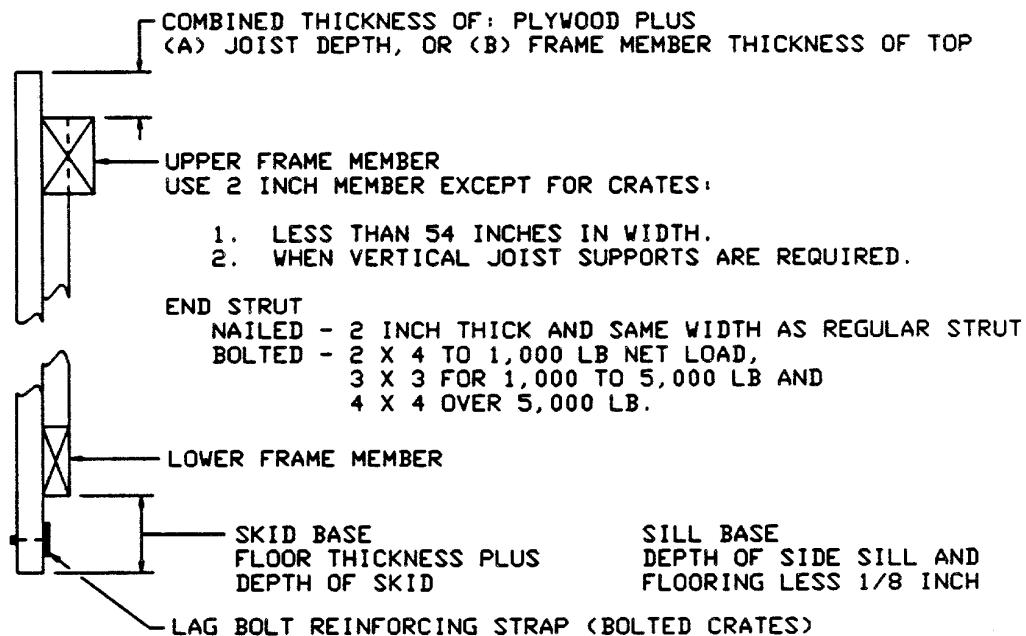 COMBINED THICKNESS OF: PLYWOOD PLUS
(A) JOIST DEPTH, OR (B) FRAME MEMBER THICKNESS OF TOP
UPPER FRAME MEMBER
USE 2 INCH MEMBER EXCEPT FOR CRATES:
1. LESS THAN 54 INCHES IN WIDTH.
2. WHEN VERTICAL JOIST SUPPORTS ARE REQUIRED.
END STRUT
NAILED - 2 INCH THICK AND SAME WIDTH AS REGULAR STRUT
BOLTED - 2 X 4 TO 1,000 LB NET LOAD,
3 X 3 FOR 1,000 TO 5,000 LB AND
4 X 4 OVER 5,000 LB.
LOWER FRAME MEMBER
SKID BASE
FLOOR THICKNESS PLUS
DEPTH OF SKID
SILL BASE
DEPTH OF SIDE SILL AND
FLOORING LESS 1/8 INCH
LAG BOLT REINFORCING STRAP (BOLTED CRATES)